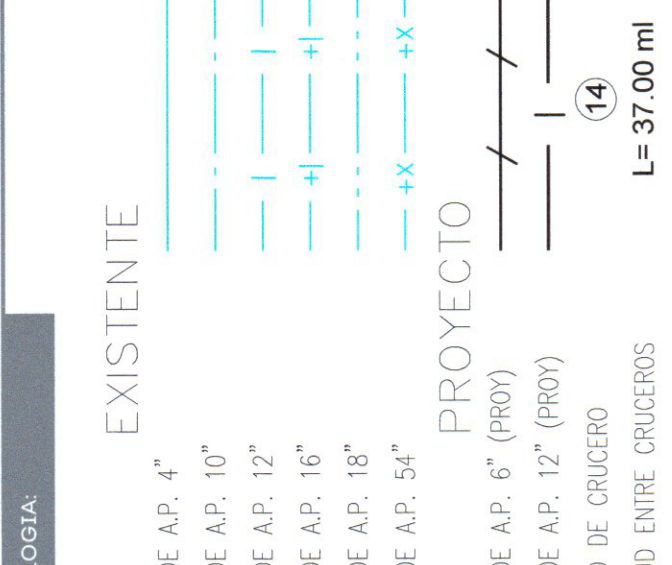 OGIA:
EXISTENTE
DE A.P. 4"
DE A.P. 10"
DE A.P. 12"
DE A.P. 16"
DE A.P. 18"
DE A.P. 54"
PROYECTO
DE A.P. 6" (PROY)
DE A.P. 12" (PROY)
DE CRUCERO
14
D ENTRE CRUCEROS
L= 37.00 ml